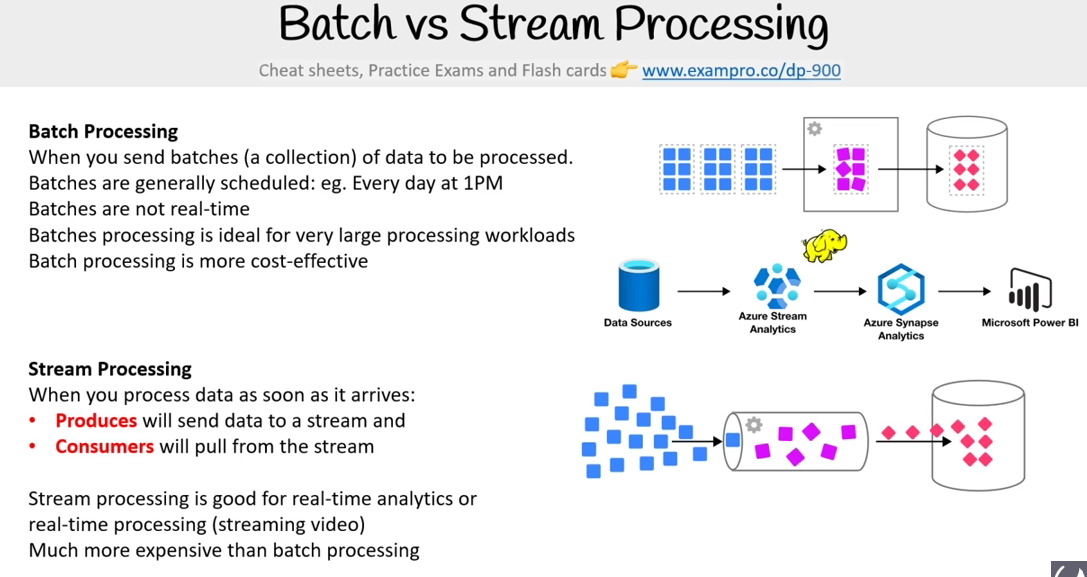 Batch vs Stream Processing
Cheat sheets, Practice Exams and Flash cards 👉 www.exampro.co/dp-900
Batch Processing
When you send batches (a collection) of data to be processed.
Batches are generally scheduled: eg. Every day at 1PM
Batches are not real-time
Batches processing is ideal for very large processing workloads
Batch processing is more cost-effective
Data Sources
Azure Stream
Analytics
Azure Synapse
Analytics
Microsoft Power BI
Stream Processing
When you process data as soon as it arrives:
• Produces will send data to a stream and
• Consumers will pull from the stream
Stream processing is good for real-time analytics or
real-time processing (streaming video)
Much more expensive than batch processing